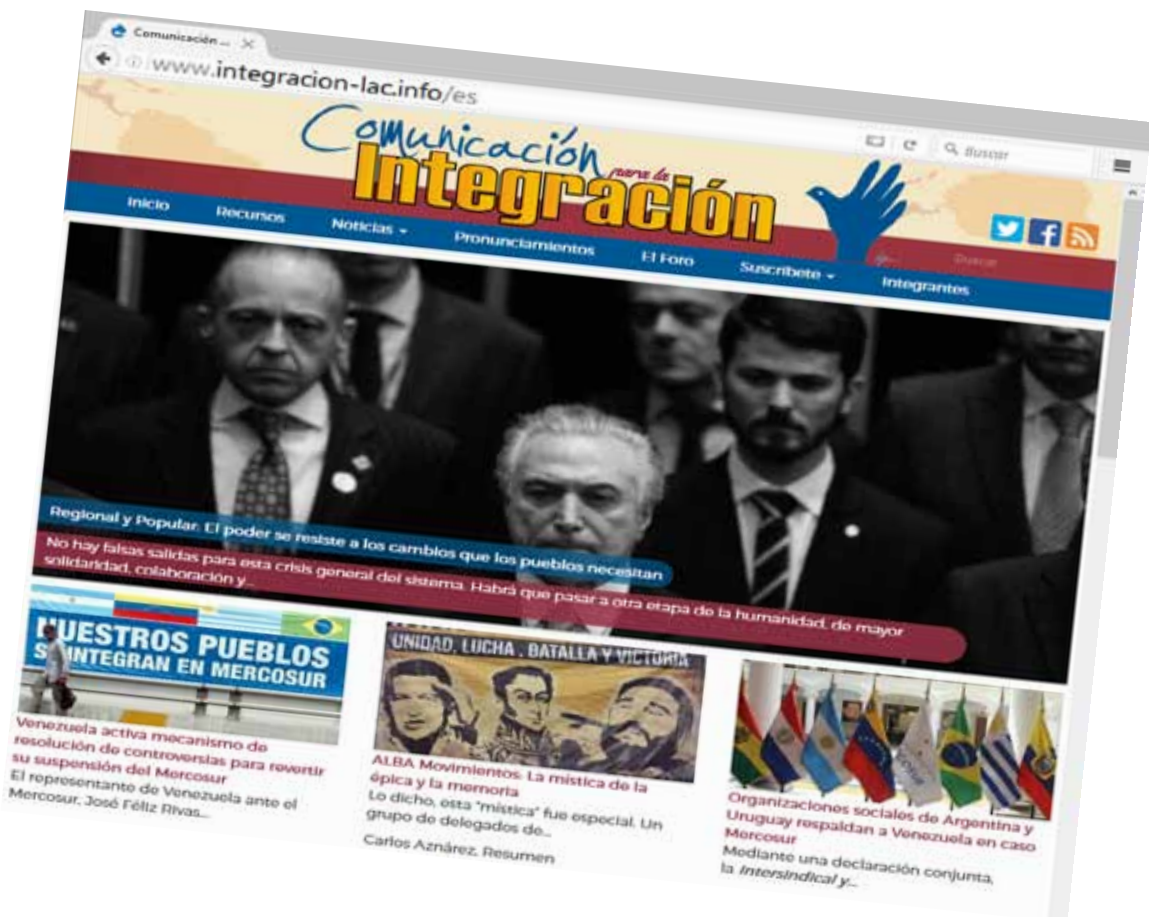 Comunicación ...
www.integracion-lac.info/es
Buscar
Comunicación
para la
Integración
Inicio
Recursos
Noticias
Pronunciamientos
El Foro
Suscríbete
Integrantes
Buscar
Regional y Popular: El poder se resiste a los cambios que los pueblos necesitan
No hay falsas salidas para esta crisis general del sistema. Habrá que pasar a otra etapa de la humanidad, de mayor
solidaridad, colaboración y...
NUESTROS PUEBLOS
SE INTEGRAN EN MERCOSUR
Venezuela activa mecanismo de
resolución de controversias para revertir
su suspensión del Mercosur
El representante de Venezuela ante el
Mercosur, José Féliz Rivas...
UNIDAD, LUCHA, BATALLA Y VICTORIA
ALBA Movimientos: La mística de la
épica y la memoria
Lo dicho, esta "mística" fue especial. Un
grupo de delegados de...
Carlos Aznárez, Resumen
Organizaciones sociales de Argentina y
Uruguay respaldan a Venezuela en caso
Mercosur
Mediante una declaración conjunta,
la Intersindical y...